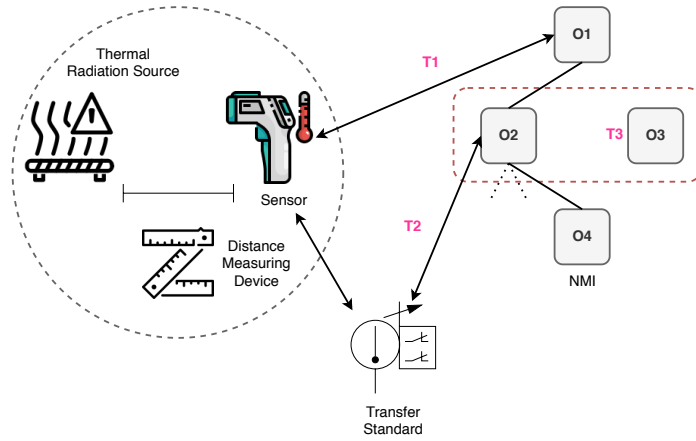 Thermal
Radiation Source
T1
O1
O2
T3
O3
Sensor
T2
Distance
Measuring
Device
O4
NMI
Transfer
Standard